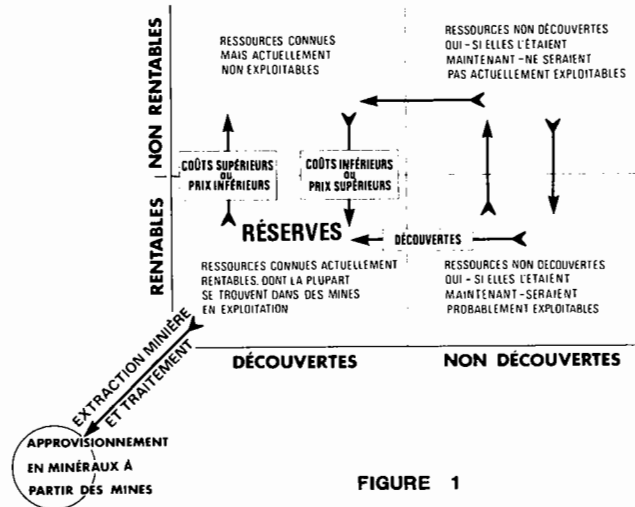 RESSOURCES CONNUES
MAIS ACTUELLEMENT
NON EXPLOITABLES
RESSOURCES NON DÉCOUVERTES
QUI - SI ELLES L'ÉTAIENT
MAINTENANT - NE SERAIENT
PAS ACTUELLEMENT EXPLOITABLES
NON RENTABLES
COÛTS SUPÉRIEURS
OU
PRIX INFÉRIEURS
COÛTS INFÉRIEURS
OU
PRIX SUPÉRIEURS
RENTABLES
RÉSERVES
DÉCOUVERTES
RESSOURCES CONNUES ACTUELLEMENT
RENTABLES, DONT LA PLUPART
SE TROUVENT DANS DES MINES
EN EXPLOITATION
RESSOURCES NON DÉCOUVERTES
QUI - SI ELLES L'ÉTAIENT
MAINTENANT - SERAIENT
PROBABLEMENT EXPLOITABLES
DÉCOUVERTES
NON DÉCOUVERTES
EXTRACTION MINIÈRE
ET TRAITEMENT
APPROVISIONNEMENT
EN MINÉRAUX À
PARTIR DES MINES
FIGURE 1